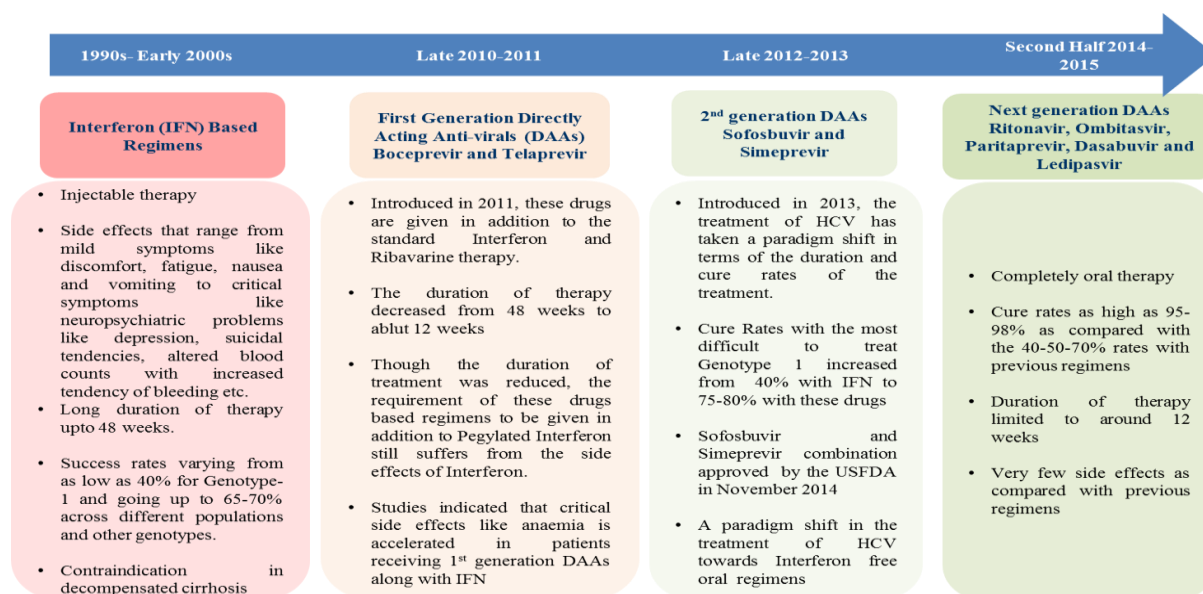 1990s- Early 2000s
Late 2010-2011
Late 2012-2013
Second Half 2014-
2015
Interferon (IFN) Based
Regimens
First Generation Directly
Acting Anti-virals (DAAs)
Boceprevir and Telaprevir
2nd generation DAAs
Sofosbuvir and
Simeprevir
Next generation DAAs
Ritonavir, Ombitasvir,
Paritaprevir, Dasabuvir and
Ledipasvir
• Injectable therapy
• Side effects that range from
mild symptoms like
discomfort, fatigue, nausea
and vomiting to critical
symptoms like
neuropsychiatric problems
like depression, suicidal
tendencies, altered blood
counts with increased
tendency of bleeding etc.
• Long duration of therapy
upto 48 weeks.
• Success rates varying from
as low as 40% for Genotype-
1 and going up to 65-70%
across different populations
and other genotypes.
• Contraindication in
decompensated cirrhosis
• Introduced in 2011, these drugs
are given in addition to the
standard Interferon and
Ribavarine therapy.
• The duration of therapy
decreased from 48 weeks to
ablut 12 weeks
• Though the duration of
treatment was reduced, the
requirement of these drugs
based regimens to be given in
addition to Pegylated Interferon
still suffers from the side
effects of Interferon.
• Studies indicated that critical
side effects like anaemia is
accelerated in patients
receiving 1st generation DAAs
along with IFN
• Introduced in 2013, the
treatment of HCV has
taken a paradigm shift in
terms of the duration and
cure rates of the
treatment.
• Cure Rates with the most
difficult to treat
Genotype 1 increased
from 40% with IFN to
75-80% with these drugs
• Sofosbuvir and
Simeprevir combination
approved by the USFDA
in November 2014
• A paradigm shift in the
treatment of HCV
towards Interferon free
oral regimens
• Completely oral therapy
• Cure rates as high as 95-
98% as compared with
the 40-50-70% rates with
previous regimens
• Duration of therapy
limited to around 12
weeks
• Very few side effects as
compared with previous
regimens